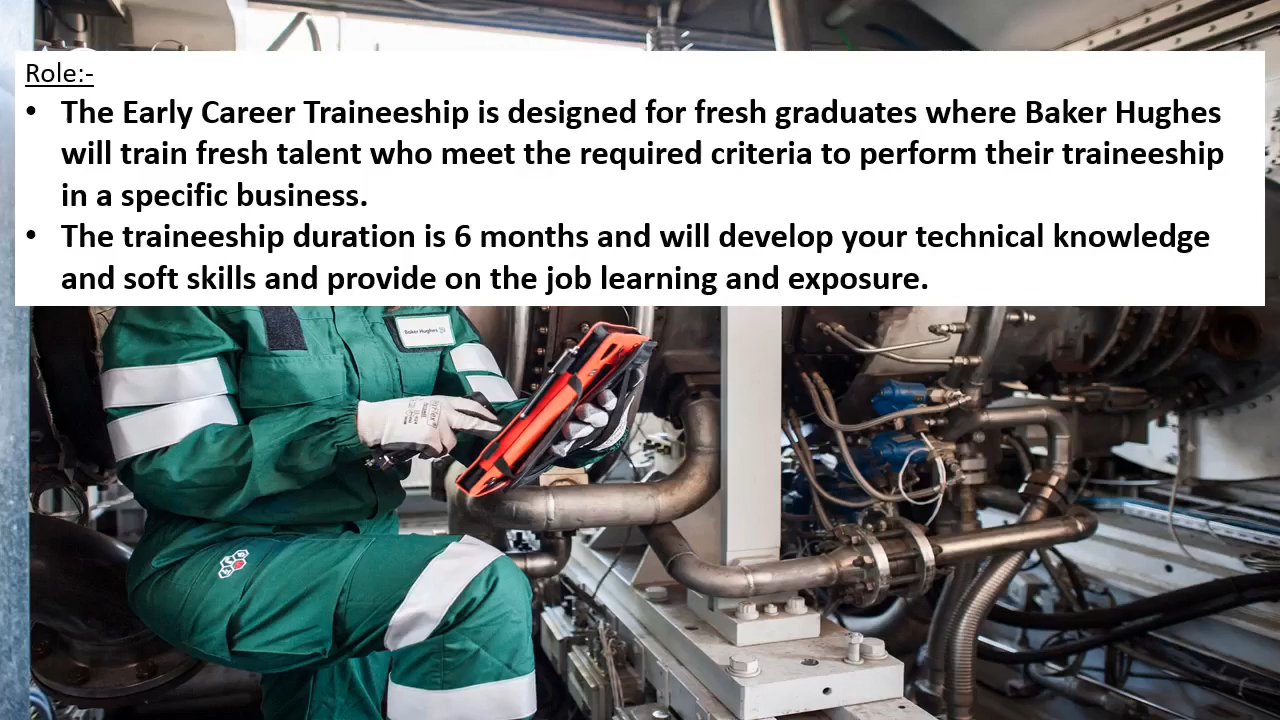 Role:-
• The Early Career Traineeship is designed for fresh graduates where Baker Hughes
will train fresh talent who meet the required criteria to perform their traineeship
in a specific business.
• The traineeship duration is 6 months and will develop your technical knowledge
and soft skills and provide on the job learning and exposure.
Baker Hughes